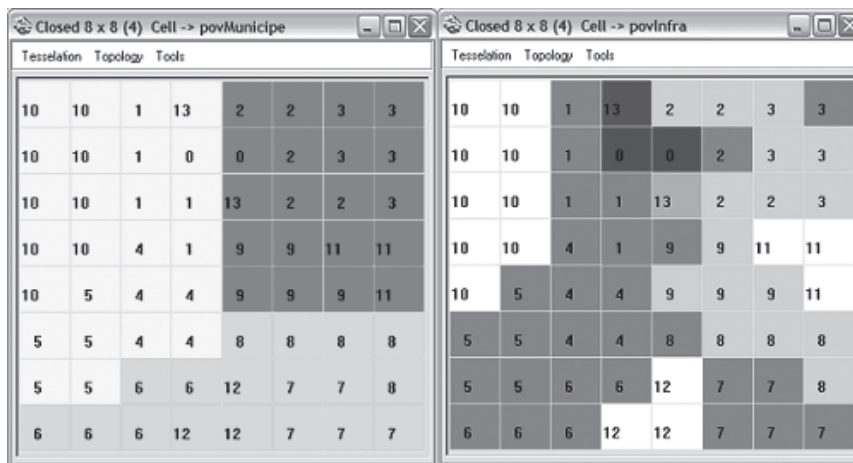 Closed 8 x 8 (4) Cell -> povMunicipe
Tesselation Topology Tools
10 10 1 13 2 2 3 3
10 10 1 0 0 2 3 3
10 10 1 1 13 2 2 3
10 10 4 1 9 9 11 11
10 5 4 4 9 9 9 11
5 5 4 4 8 8 8 8
5 5 6 6 12 7 7 8
6 6 6 12 12 7 7 7
Closed 8 x 8 (4) Cell -> povInfra
Tesselation Topology Tools
10 10 1 13 2 2 3 3
10 10 1 0 0 2 3 3
10 10 1 1 13 2 2 3
10 10 4 1 9 9 11 11
10 5 4 4 9 9 9 11
5 5 4 4 8 8 8 8
5 5 6 6 12 7 7 8
6 6 6 12 12 7 7 7